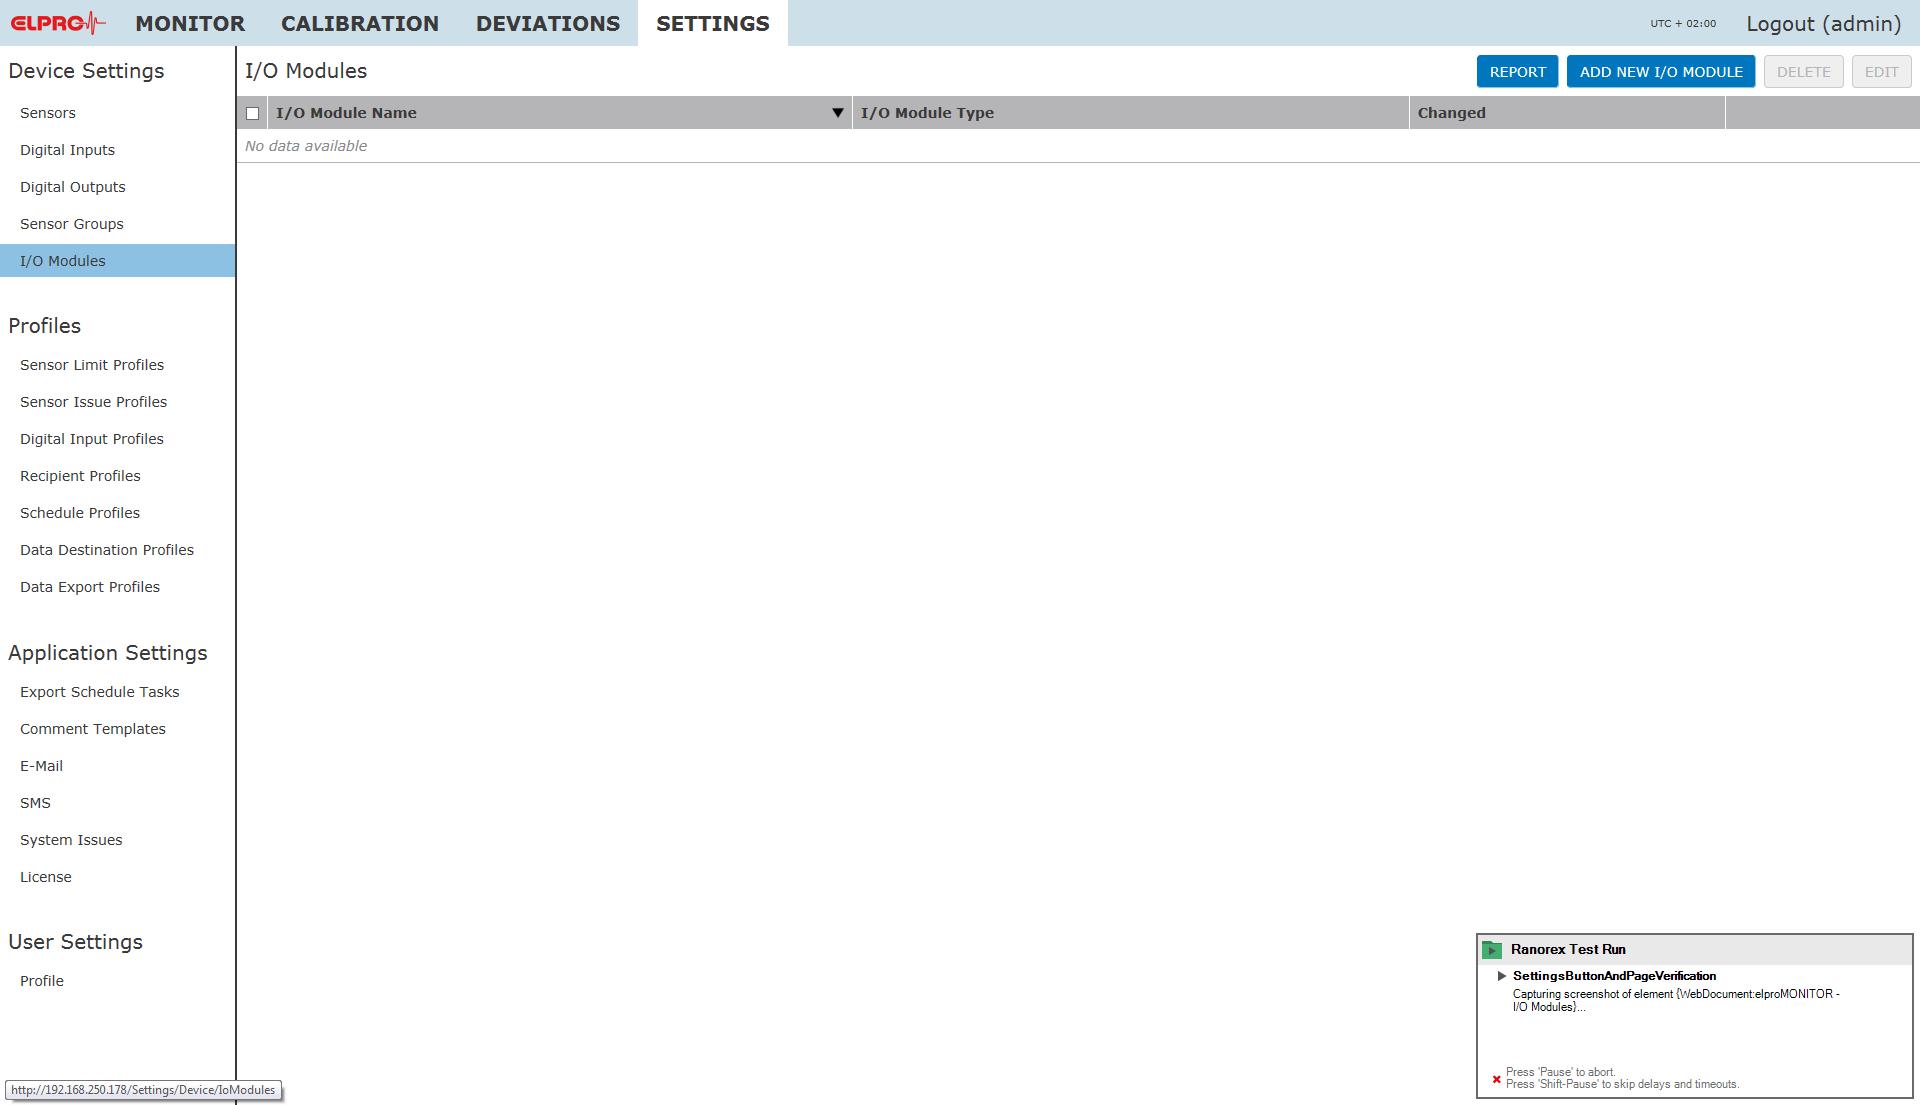 ELPRO MONITOR CALIBRATION DEVIATIONS SETTINGS UTC + 02:00 Logout (admin)
Device Settings
Sensors
Digital Inputs
Digital Outputs
Sensor Groups
I/O Modules
Profiles
Sensor Limit Profiles
Sensor Issue Profiles
Digital Input Profiles
Recipient Profiles
Schedule Profiles
Data Destination Profiles
Data Export Profiles
Application Settings
Export Schedule Tasks
Comment Templates
E-Mail
SMS
System Issues
License
User Settings
Profile
http://192.168.250.178/Settings/Device/IoModules
I/O Modules REPORT ADD NEW I/O MODULE DELETE EDIT
I/O Module Name I/O Module Type Changed
No data available
Ranorex Test Run
SettingsButtonAndPageVerification
Capturing screenshot of element {WebDocument:elproMONITOR -
I/O Modules}...
Press 'Pause' to abort.
Press 'Shift-Pause' to skip delays and timeouts.